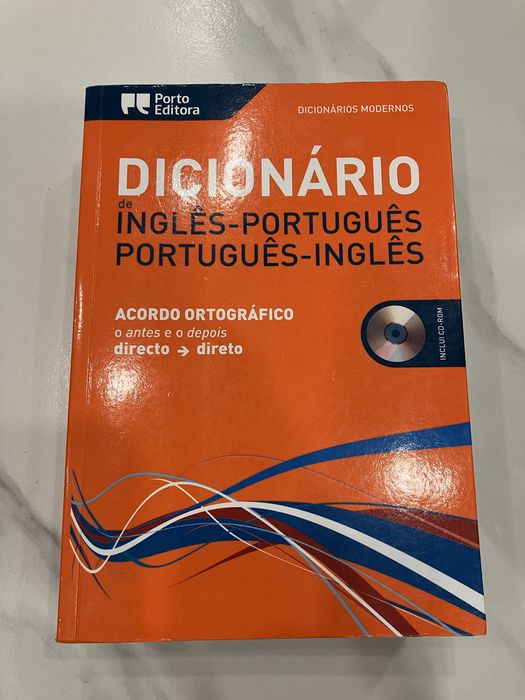 Porto
Editora
DICIONÁRIOS MODERNOS
DICIONÁRIO
de
INGLÊS-PORTUGUÊS
PORTUGUÊS-INGLÊS
ACORDO ORTOGRÁFICO
o antes e o depois
directo → direto
INCLUI CD-ROM